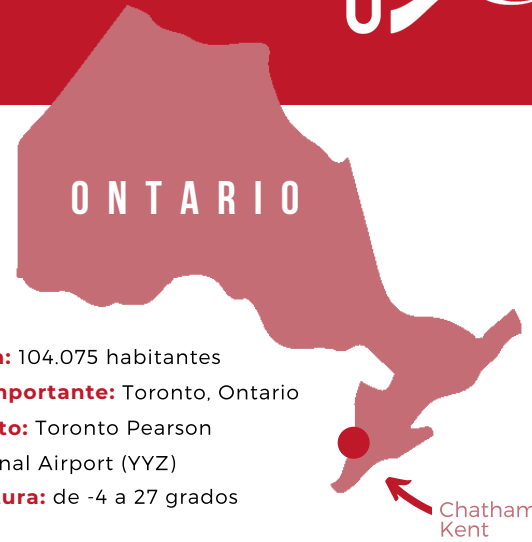 ONTARIO
: 104.075 habitantes
mportante: Toronto, Ontario
to: Toronto Pearson
nal Airport (YYZ)
ura: de -4 a 27 grados
Chatham
Kent